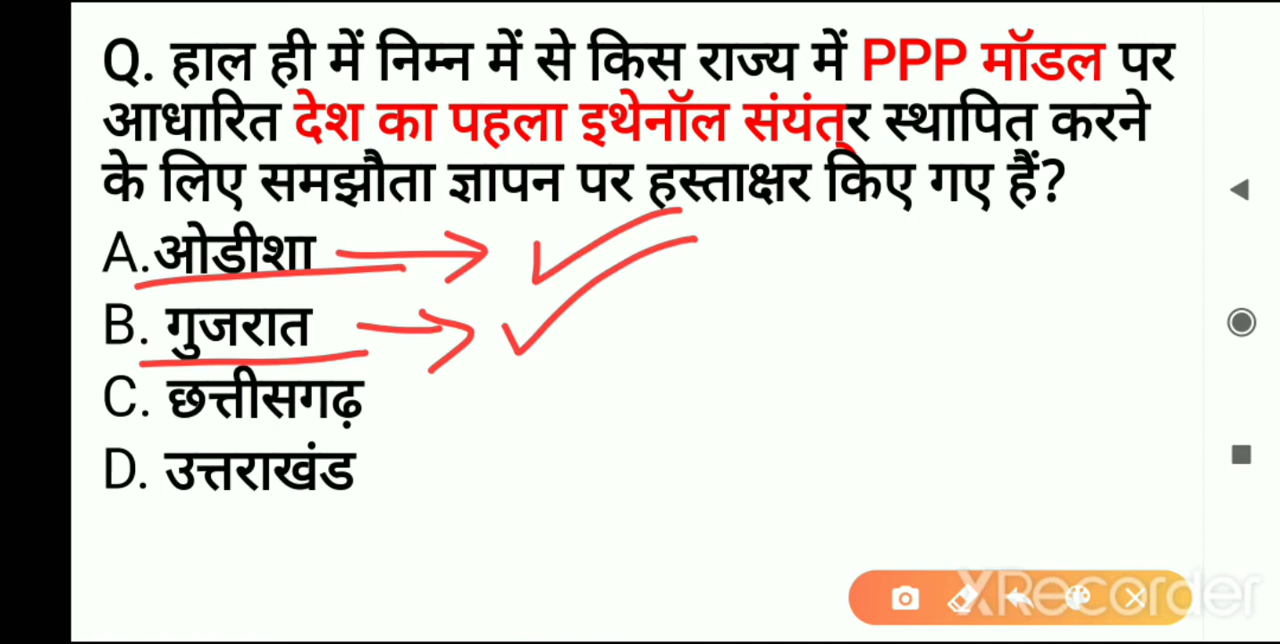 Q. हाल ही में निम्न में से किस राज्य में PPP मॉडल पर
आधारित देश का पहला इथेनॉल संयंत्र स्थापित करने
के लिए समझौता ज्ञापन पर हस्ताक्षर किए गए हैं?
A.ओडीशा
B. गुजरात
C. छत्तीसगढ़
D. उत्तराखंड
XRecorder